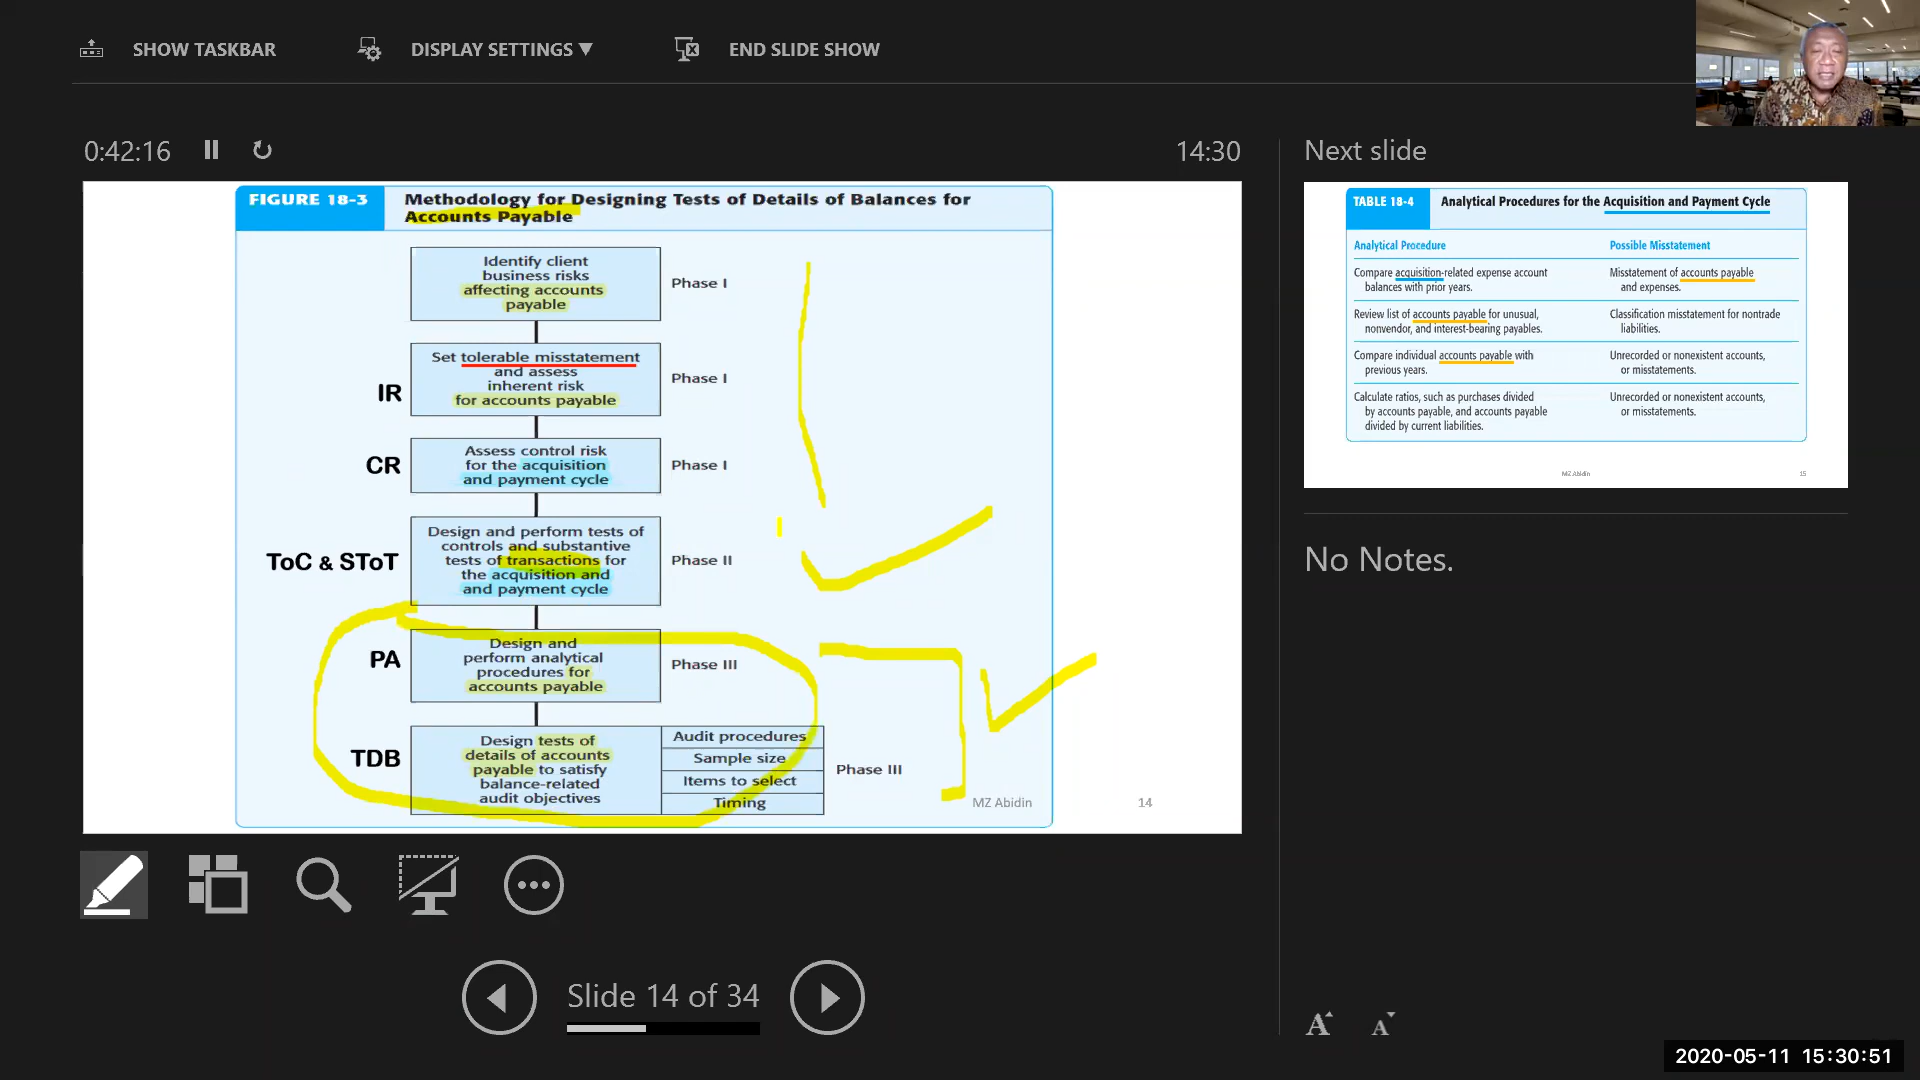 SHOW TASKBAR
DISPLAY SETTINGS ▼
END SLIDE SHOW
0:42:16
14:30
FIGURE 18-3
Methodology for Designing Tests of Details of Balances for
Accounts Payable
Identify client
business risks
affecting accounts
payable
Phase I
IR
Set tolerable misstatement
and assess
inherent risk
for accounts payable
Phase I
CR
Assess control risk
for the acquisition
and payment cycle
Phase I
ToC & SToT
Design and perform tests of
controls and substantive
tests of transactions for
the acquisition and
and payment cycle
Phase II
PA
Design and
perform analytical
procedures for
accounts payable
Phase III
TDB
Design tests of
details of accounts
payable to satisfy
balance-related
audit objectives
Audit procedures
Sample size
Items to select
Timing
Phase III
MZ Abidin
14
Slide 14 of 34
Next slide
TABLE 18-4
Analytical Procedures for the Acquisition and Payment Cycle
Analytical Procedure
Possible Misstatement
Compare acquisition-related expense account
balances with prior years.
Misstatement of accounts payable
and expenses.
Review list of accounts payable for unusual,
nonvendor, and interest-bearing payables.
Classification misstatement for nontrade
liabilities.
Compare individual accounts payable with
previous years.
Unrecorded or nonexistent accounts,
or misstatements.
Calculate ratios, such as purchases divided
by accounts payable, and accounts payable
divided by current liabilities.
Unrecorded or nonexistent accounts,
or misstatements.
MZ Abidin
15
No Notes.
A
A
2020-05-11 15:30:51